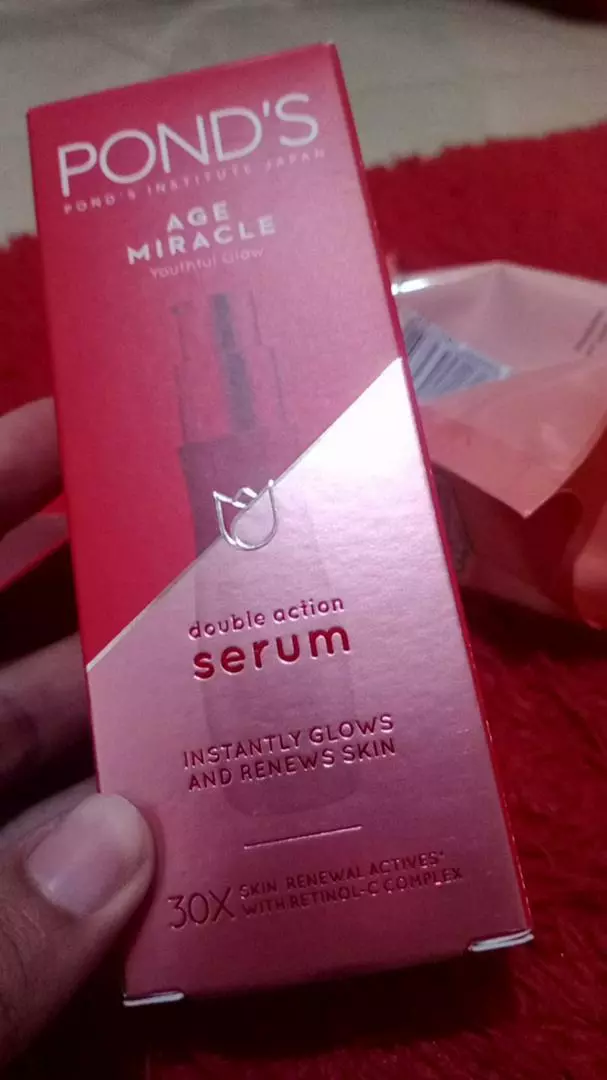 POND'S
POND'S INSTITUTE JAPAN
AGE
MIRACLE
Youthful Glow
double action
serum
INSTANTLY GLOWS
AND RENEWS SKIN
30X SKIN RENEWAL ACTIVES*
WITH RETINOL-C COMPLEX